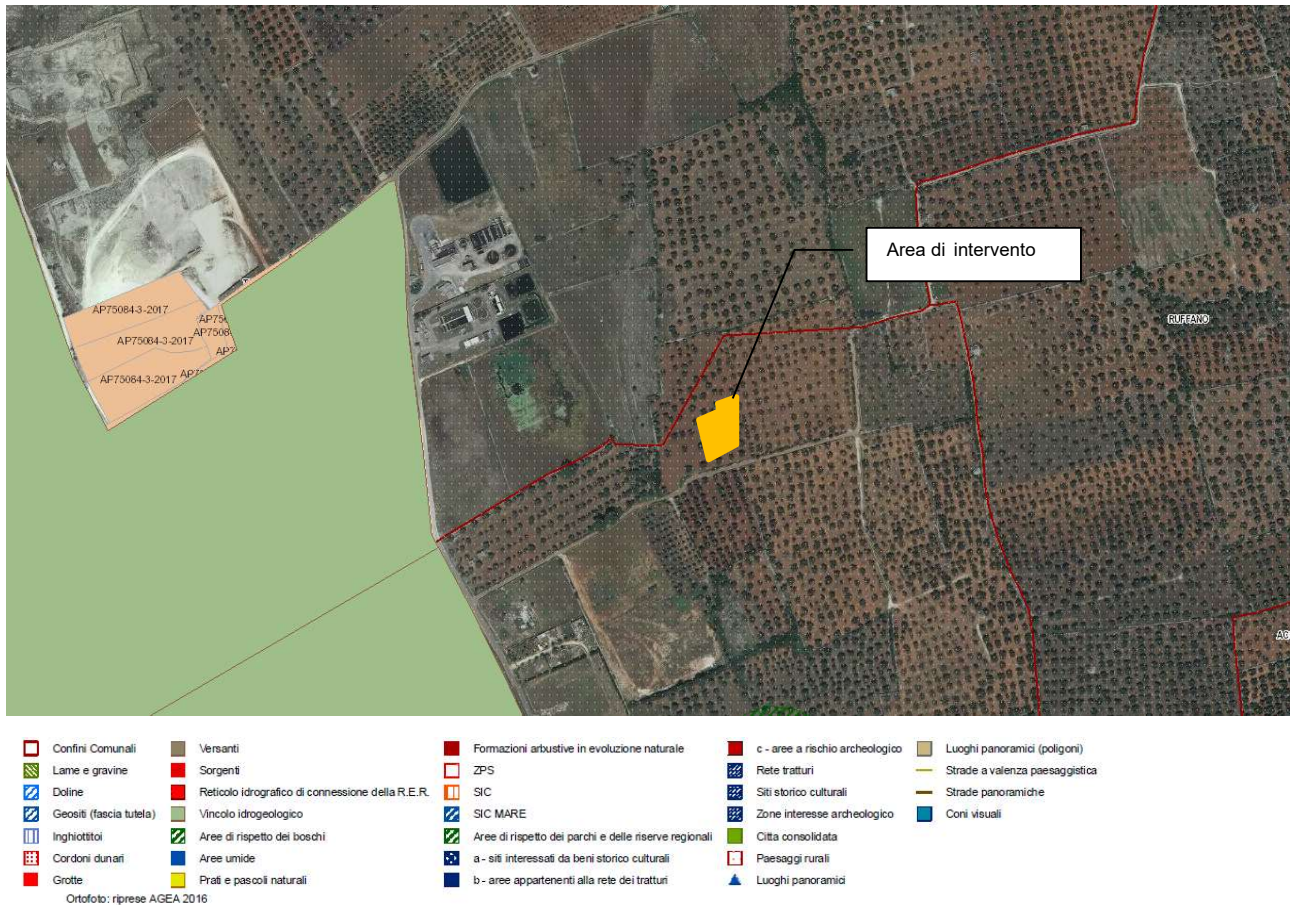 Area di intervento
RUFFANO
AP75084-3-2017
AP75084-3-2017
AP75084-3-2017
Confini Comunali
Lame e gravine
Doline
Geositi (fascia tutela)
Inghiottitoi
Cordoni dunari
Grotte
Versanti
Sorgenti
Reticolo idrografico di connessione della R.E.R.
Vincolo idrogeologico
Aree di rispetto dei boschi
Aree umide
Prati e pascoli naturali
Formazioni arbustive in evoluzione naturale
ZPS
SIC
SIC MARE
Aree di rispetto dei parchi e delle riserve regionali
a - siti interessati da beni storico culturali
b - aree appartenenti alla rete dei tratturi
c - aree a rischio archeologico
Rete tratturi
Siti storico culturali
Zone interesse archeologico
Citta consolidata
Paesaggi rurali
Luoghi panoramici
Luoghi panoramici (poligoni)
Strade a valenza paesaggistica
Strade panoramiche
Coni visuali
Ortofoto: riprese AGEA 2016